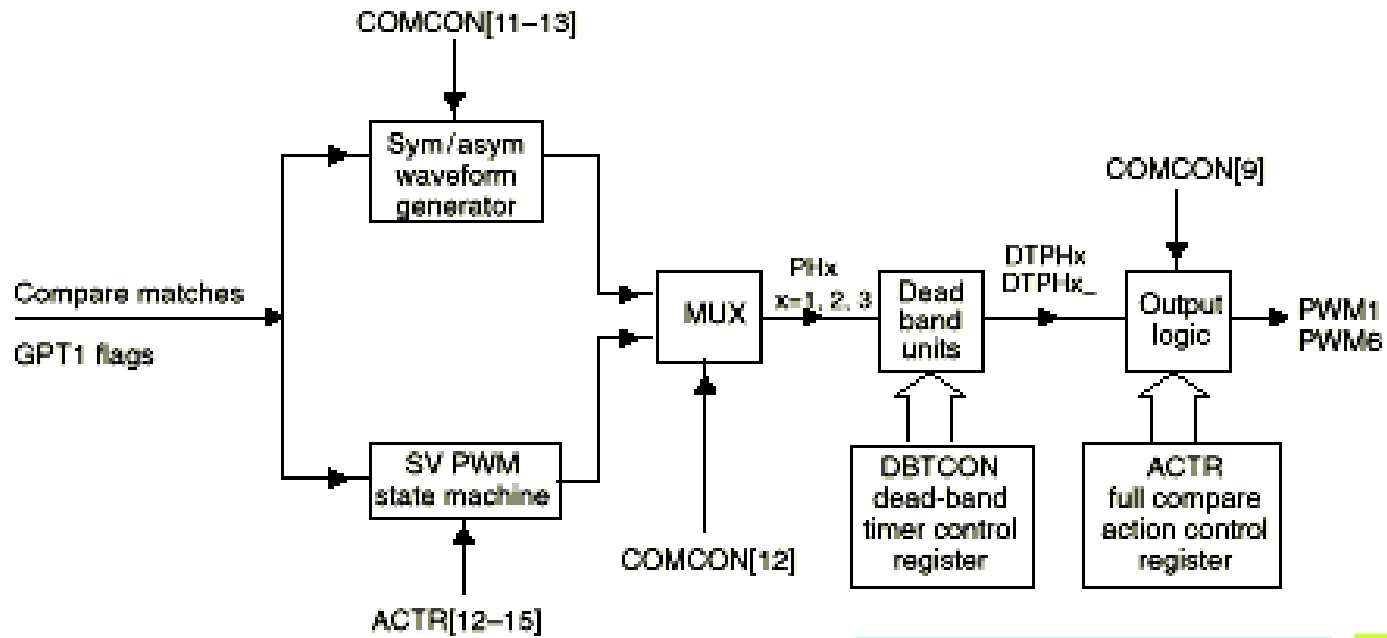 COMCON[11–13]
Sym/asym
waveform
generator
COMCON[9]
Compare matches
GPT1 flags
MUX
PHx
x=1, 2, 3
Dead
band
units
DTPHx
DTPHx_
Output
logic
PWM1
PWM6
SV PWM
state machine
ACTR[12–15]
COMCON[12]
DBTCON
dead-band
timer control
register
ACTR
full compare
action control
register